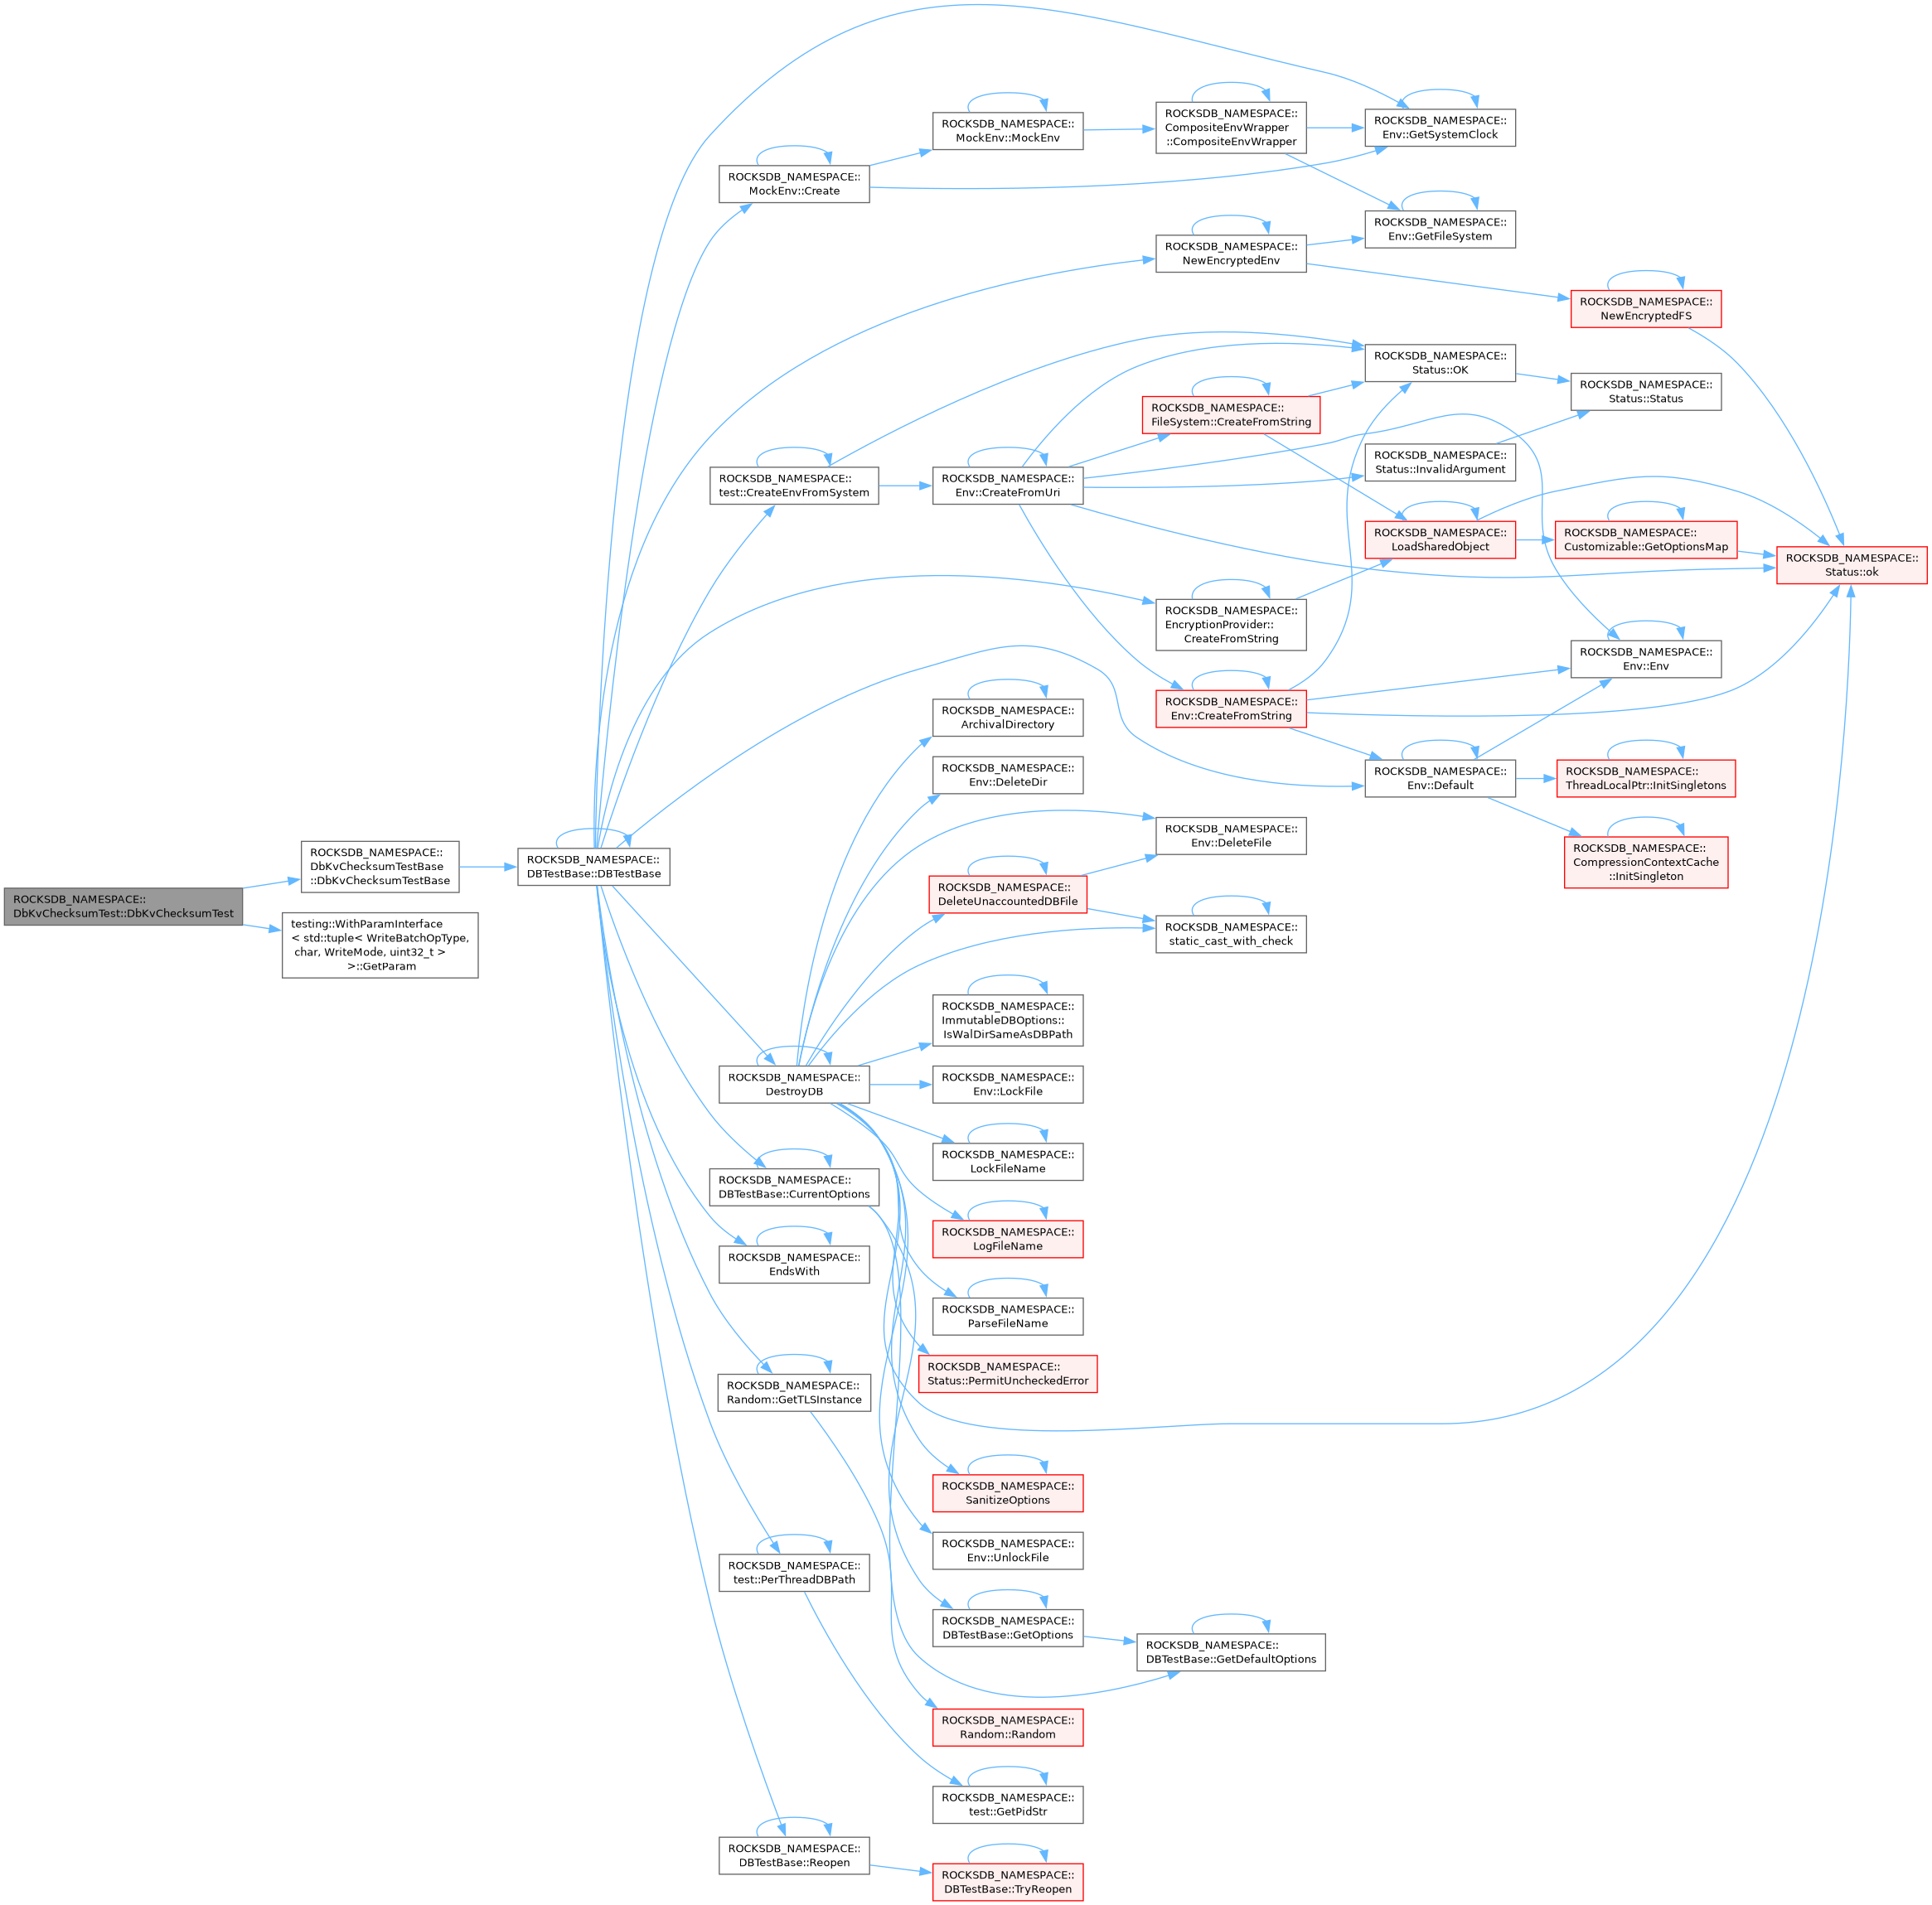 ROCKSDB_NAMESPACE::
DbKvChecksumTest::DbKvChecksumTest
ROCKSDB_NAMESPACE::
DbKvChecksumTestBase
::DbKvChecksumTestBase
testing::WithParamInterface
< std::tuple< WriteBatchOpType,
char, WriteMode, uint32_t >
>::GetParam
ROCKSDB_NAMESPACE::
DBTestBase::DBTestBase
ROCKSDB_NAMESPACE::
MockEnv::Create
ROCKSDB_NAMESPACE::
test::CreateEnvFromSystem
ROCKSDB_NAMESPACE::
DestroyDB
ROCKSDB_NAMESPACE::
DBTestBase::CurrentOptions
ROCKSDB_NAMESPACE::
EndsWith
ROCKSDB_NAMESPACE::
Random::GetTLSInstance
ROCKSDB_NAMESPACE::
test::PerThreadDBPath
ROCKSDB_NAMESPACE::
DBTestBase::Reopen
ROCKSDB_NAMESPACE::
MockEnv::MockEnv
ROCKSDB_NAMESPACE::
Env::CreateFromUri
ROCKSDB_NAMESPACE::
ArchivalDirectory
ROCKSDB_NAMESPACE::
Env::DeleteDir
ROCKSDB_NAMESPACE::
DeleteUnaccountedDBFile
ROCKSDB_NAMESPACE::
ImmutableDBOptions::
IsWalDirSameAsDBPath
ROCKSDB_NAMESPACE::
Env::LockFile
ROCKSDB_NAMESPACE::
LockFileName
ROCKSDB_NAMESPACE::
LogFileName
ROCKSDB_NAMESPACE::
ParseFileName
ROCKSDB_NAMESPACE::
Status::PermitUncheckedError
ROCKSDB_NAMESPACE::
SanitizeOptions
ROCKSDB_NAMESPACE::
Env::UnlockFile
ROCKSDB_NAMESPACE::
DBTestBase::GetOptions
ROCKSDB_NAMESPACE::
Random::Random
ROCKSDB_NAMESPACE::
test::GetPidStr
ROCKSDB_NAMESPACE::
DBTestBase::TryReopen
ROCKSDB_NAMESPACE::
CompositeEnvWrapper
::CompositeEnvWrapper
ROCKSDB_NAMESPACE::
NewEncryptedEnv
ROCKSDB_NAMESPACE::
FileSystem::CreateFromString
ROCKSDB_NAMESPACE::
EncryptionProvider::
CreateFromString
ROCKSDB_NAMESPACE::
Env::CreateFromString
ROCKSDB_NAMESPACE::
Env::DeleteFile
ROCKSDB_NAMESPACE::
static_cast_with_check
ROCKSDB_NAMESPACE::
DBTestBase::GetDefaultOptions
ROCKSDB_NAMESPACE::
Env::GetSystemClock
ROCKSDB_NAMESPACE::
Env::GetFileSystem
ROCKSDB_NAMESPACE::
Status::OK
ROCKSDB_NAMESPACE::
Status::InvalidArgument
ROCKSDB_NAMESPACE::
LoadSharedObject
ROCKSDB_NAMESPACE::
Env::Default
ROCKSDB_NAMESPACE::
NewEncryptedFS
ROCKSDB_NAMESPACE::
Status::Status
ROCKSDB_NAMESPACE::
Customizable::GetOptionsMap
ROCKSDB_NAMESPACE::
Env::Env
ROCKSDB_NAMESPACE::
ThreadLocalPtr::InitSingletons
ROCKSDB_NAMESPACE::
CompressionContextCache
::InitSingleton
ROCKSDB_NAMESPACE::
Status::ok